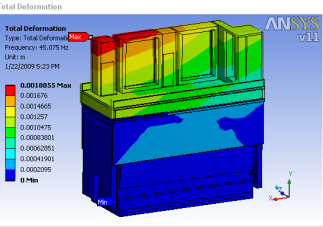 Total Deformation
Total Deformation
Type: Total Deformatio
Frequency: 45.075 Hz
Unit: m
1/22/2009 5:23 PM
Max
ANSYS
v11
0.0018855 Max
0.001676
0.0014665
0.001257
0.0010475
0.00083801
0.00062851
0.00041901
0.0002095
0 Min
Min
Y
X